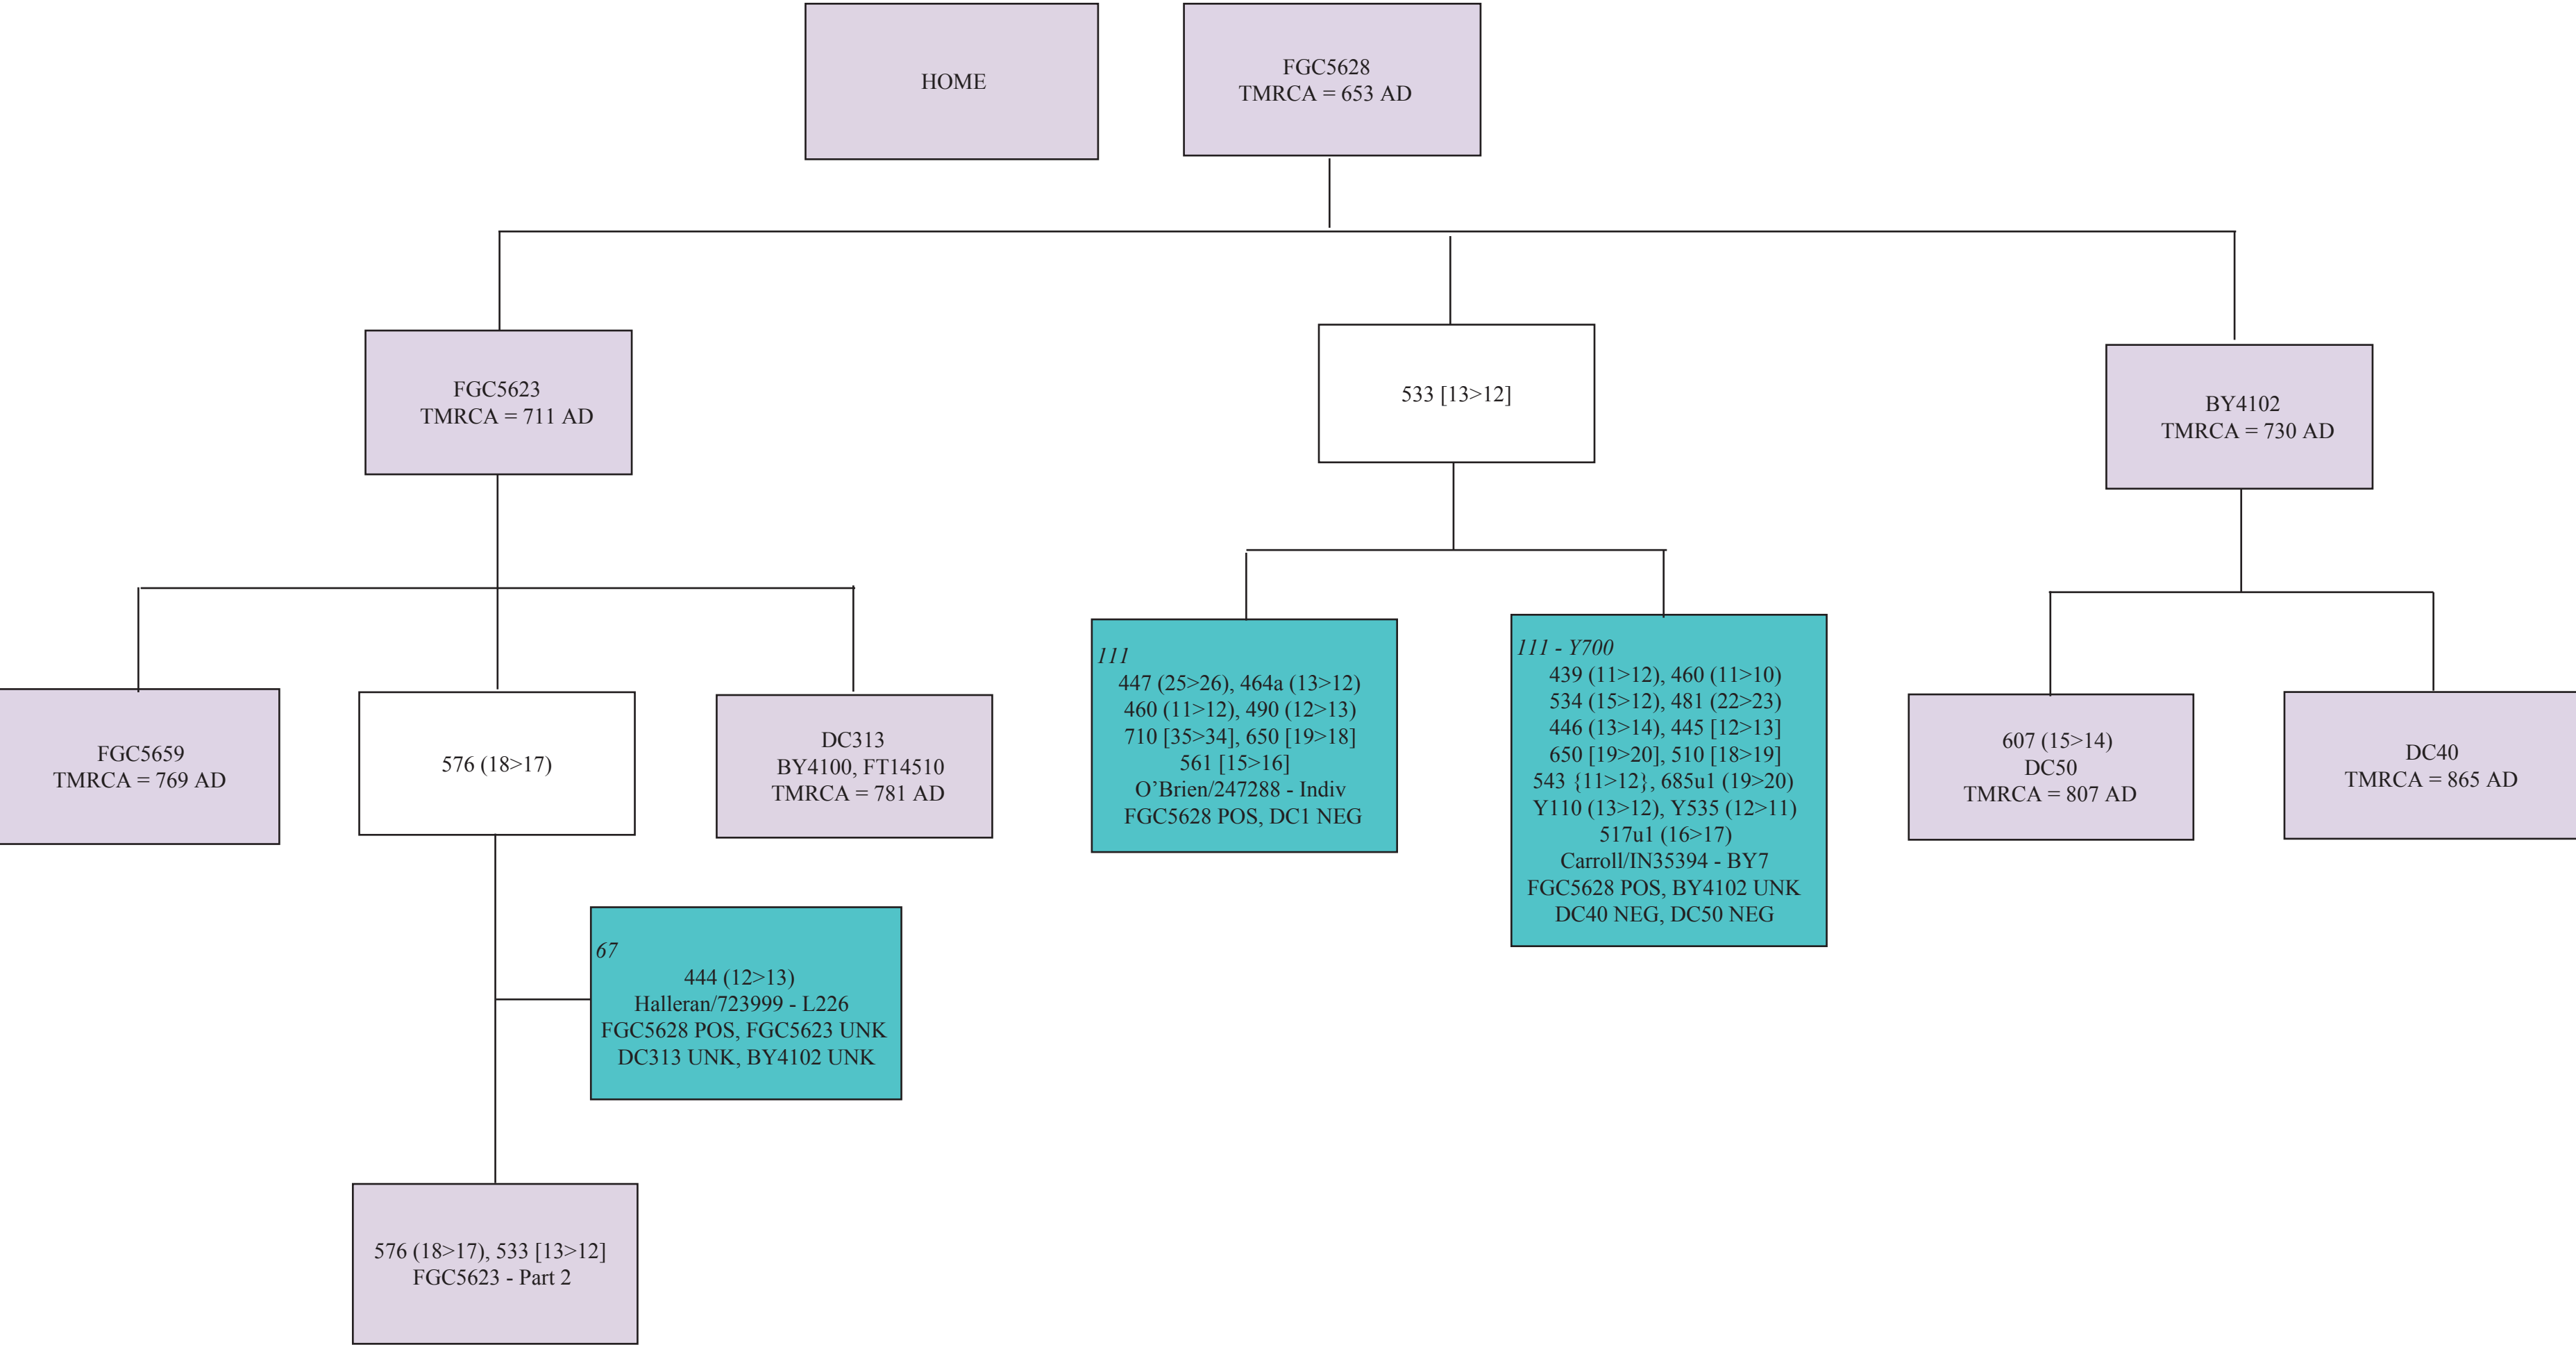 HOME
FGC5628
TMRCA = 653 AD
FGC5623
TMRCA = 711 AD
533 [13>12]
BY4102
TMRCA = 730 AD
FGC5659
TMRCA = 769 AD
576 (18>17)
DC313
BY4100, FT14510
TMRCA = 781 AD
111
447 (25>26), 464a (13>12)
460 (11>12), 490 (12>13)
710 [35>34], 650 [19>18]
561 [15>16]
O’Brien/247288 - Indiv
FGC5628 POS, DC1 NEG
111 - Y700
439 (11>12), 460 (11>10)
534 (15>12), 481 (22>23)
446 (13>14), 445 [12>13]
650 [19>20], 510 [18>19]
543 {11>12}, 685u1 (19>20)
Y110 (13>12), Y535 (12>11)
517u1 (16>17)
Carroll/IN35394 - BY7
FGC5628 POS, BY4102 UNK
DC40 NEG, DC50 NEG
607 (15>14)
DC50
TMRCA = 807 AD
DC40
TMRCA = 865 AD
67
444 (12>13)
Halleran/723999 - L226
FGC5628 POS, FGC5623 UNK
DC313 UNK, BY4102 UNK
576 (18>17), 533 [13>12]
FGC5623 - Part 2